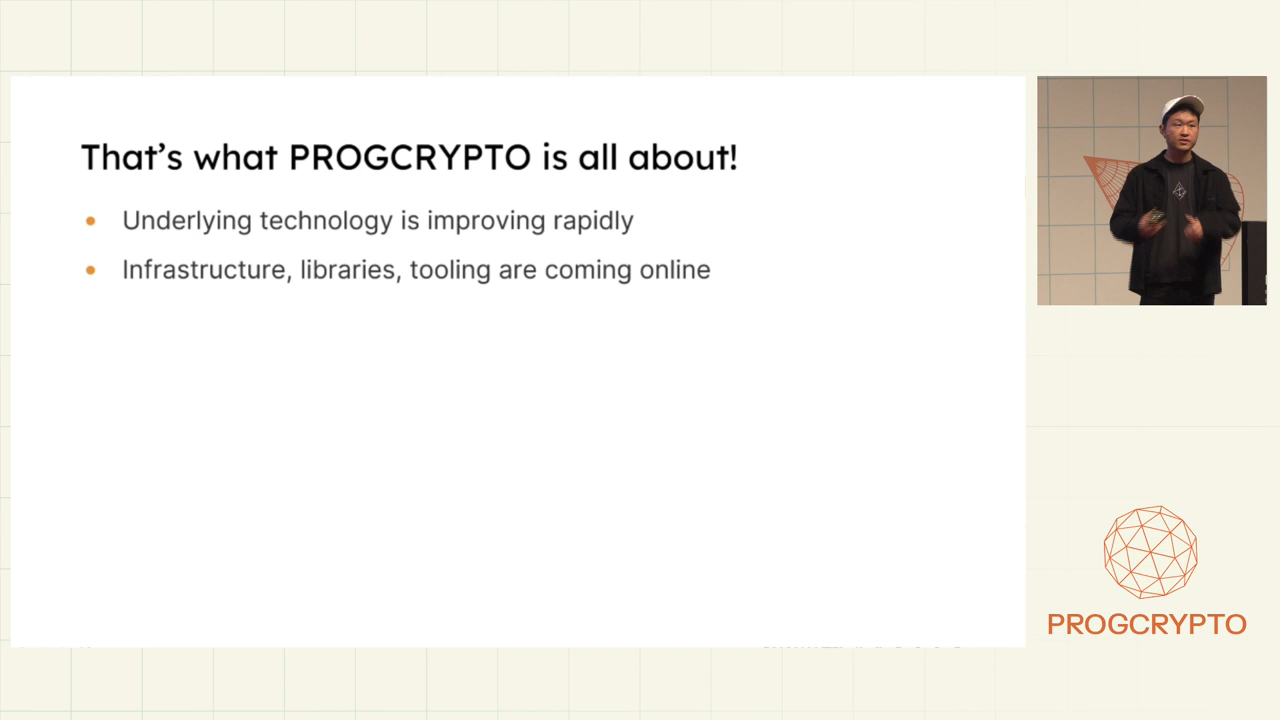 That's what PROGCRYPTO is all about!
Underlying technology is improving rapidly
Infrastructure, libraries, tooling are coming online
PROGCRYPTO